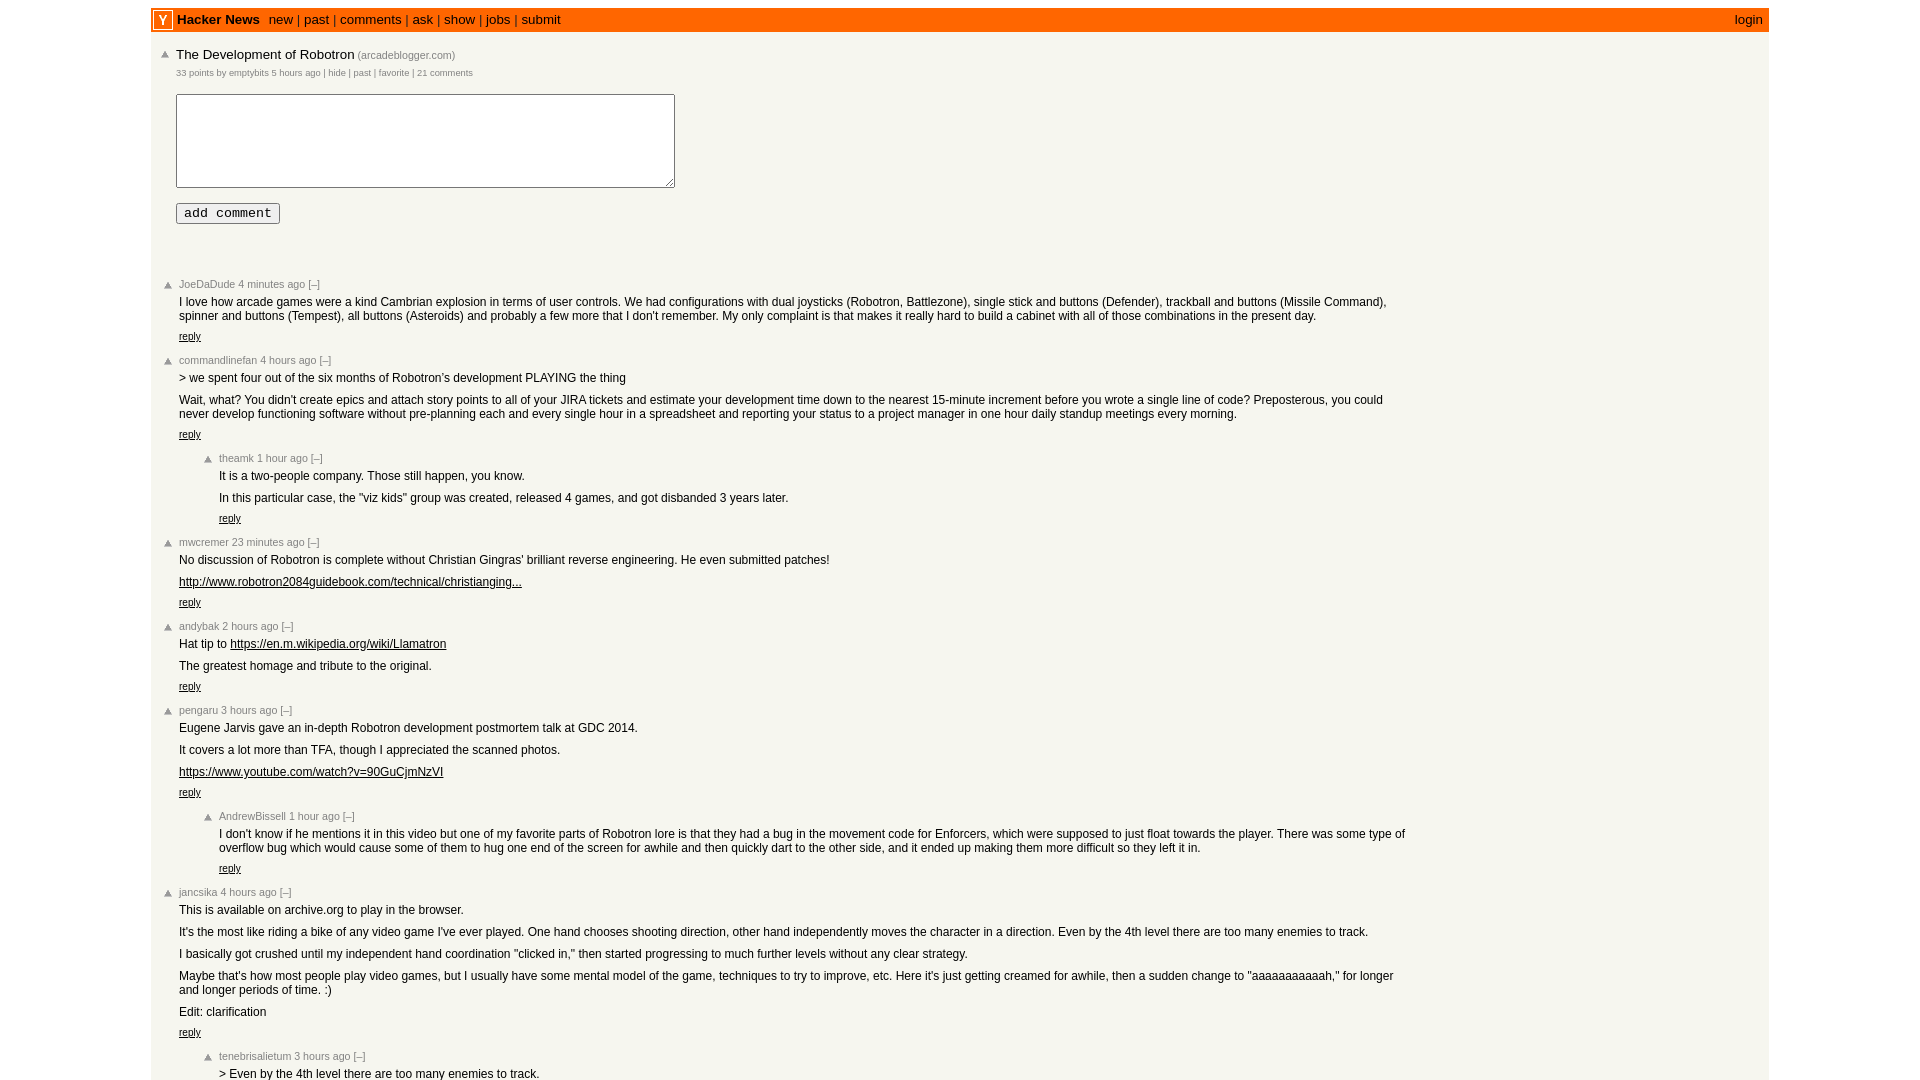 Y Hacker News new | past | comments | ask | show | jobs | submit login
The Development of Robotron (arcadeblogger.com)
33 points by emptybits 5 hours ago | hide | past | favorite | 21 comments
add comment
JoeDaDude 4 minutes ago [–]
I love how arcade games were a kind Cambrian explosion in terms of user controls. We had configurations with dual joysticks (Robotron, Battlezone), single stick and buttons (Defender), trackball and buttons (Missile Command),
spinner and buttons (Tempest), all buttons (Asteroids) and probably a few more that I don't remember. My only complaint is that makes it really hard to build a cabinet with all of those combinations in the present day.
reply
commandlinefan 4 hours ago [–]
> we spent four out of the six months of Robotron’s development PLAYING the thing
Wait, what? You didn't create epics and attach story points to all of your JIRA tickets and estimate your development time down to the nearest 15-minute increment before you wrote a single line of code? Preposterous, you could
never develop functioning software without pre-planning each and every single hour in a spreadsheet and reporting your status to a project manager in one hour daily standup meetings every morning.
reply
theamk 1 hour ago [–]
It is a two-people company. Those still happen, you know.
In this particular case, the "viz kids" group was created, released 4 games, and got disbanded 3 years later.
reply
mwcremer 23 minutes ago [–]
No discussion of Robotron is complete without Christian Gingras' brilliant reverse engineering. He even submitted patches!
http://www.robotron2084guidebook.com/technical/christianging...
reply
andybak 2 hours ago [–]
Hat tip to https://en.m.wikipedia.org/wiki/Llamatron
The greatest homage and tribute to the original.
reply
pengaru 3 hours ago [–]
Eugene Jarvis gave an in-depth Robotron development postmortem talk at GDC 2014.
It covers a lot more than TFA, though I appreciated the scanned photos.
https://www.youtube.com/watch?v=90GuCjmNzVI
reply
AndrewBissell 1 hour ago [–]
I don't know if he mentions it in this video but one of my favorite parts of Robotron lore is that they had a bug in the movement code for Enforcers, which were supposed to just float towards the player. There was some type of
overflow bug which would cause some of them to hug one end of the screen for awhile and then quickly dart to the other side, and it ended up making them more difficult so they left it in.
reply
jancsika 4 hours ago [–]
This is available on archive.org to play in the browser.
It's the most like riding a bike of any video game I've ever played. One hand chooses shooting direction, other hand independently moves the character in a direction. Even by the 4th level there are too many enemies to track.
I basically got crushed until my independent hand coordination "clicked in," then started progressing to much further levels without any clear strategy.
Maybe that's how most people play video games, but I usually have some mental model of the game, techniques to try to improve, etc. Here it's just getting creamed for awhile, then a sudden change to "aaaaaaaaaaah," for longer
and longer periods of time. :)
Edit: clarification
reply
tenebrisalietum 3 hours ago [–]
> Even by the 4th level there are too many enemies to track.